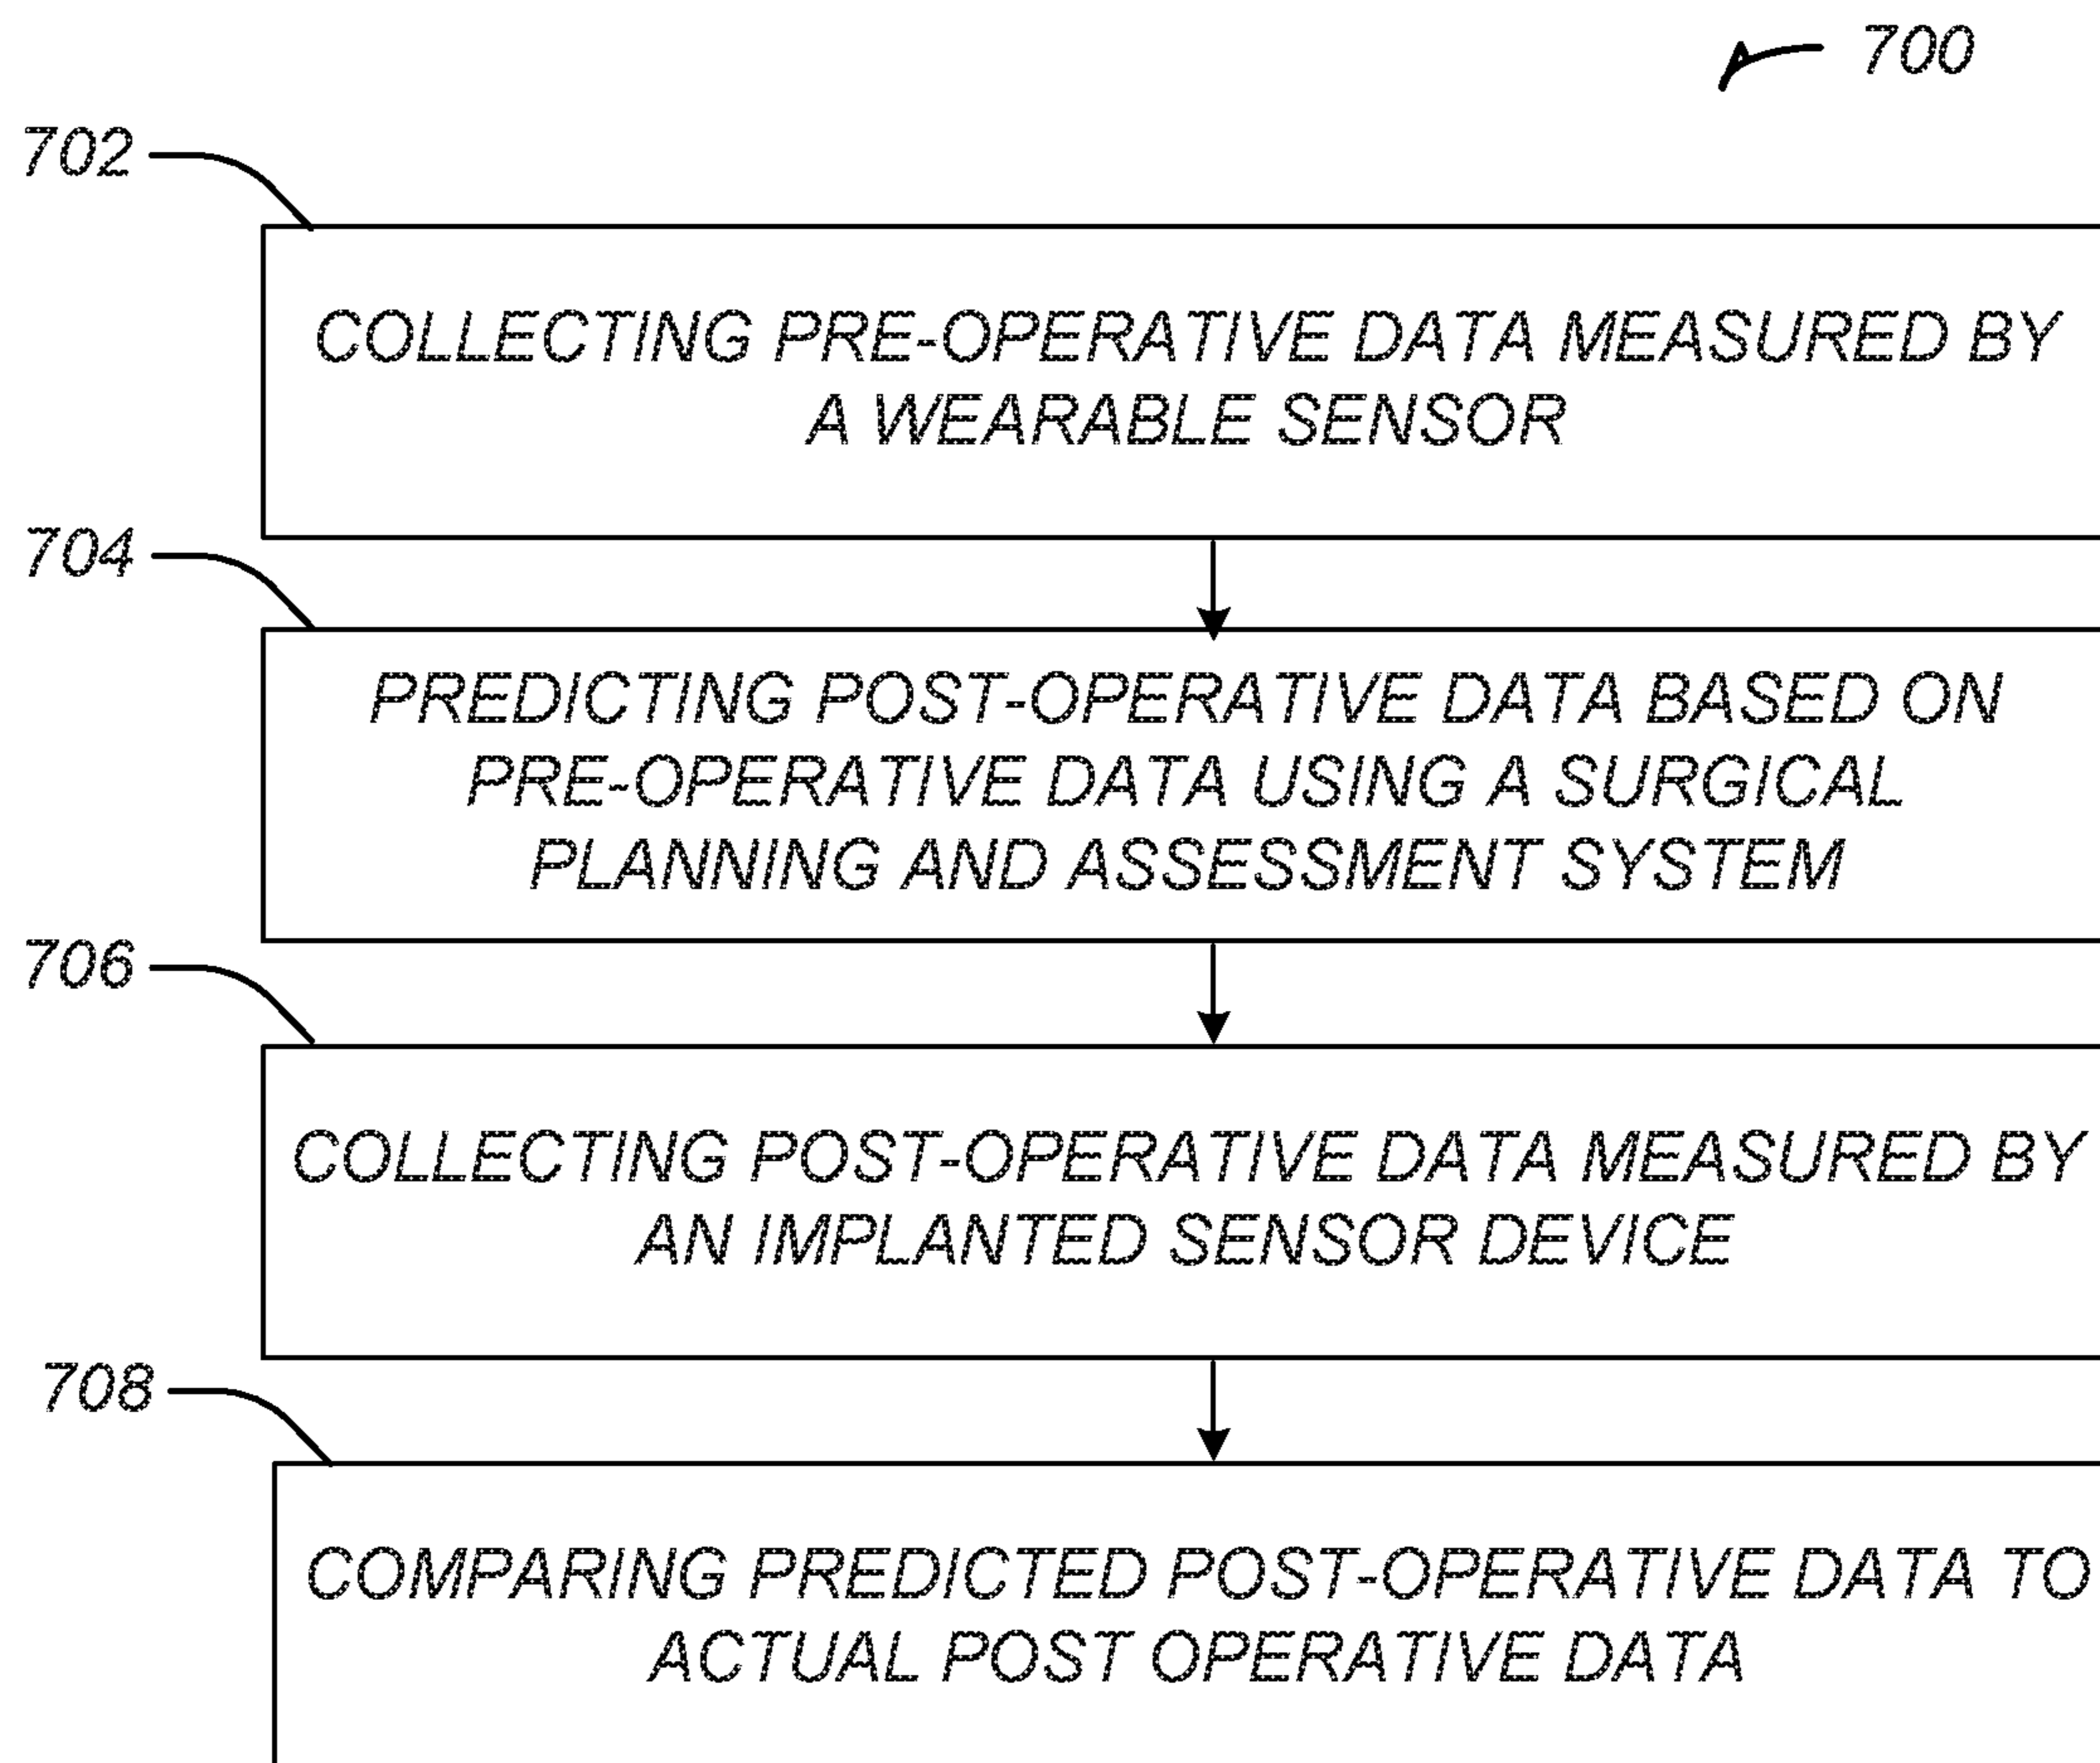 700
702
COLLECTING PRE-OPERATIVE DATA MEASURED BY
A WEARABLE SENSOR
704
PREDICTING POST-OPERATIVE DATA BASED ON
PRE-OPERATIVE DATA USING A SURGICAL
PLANNING AND ASSESSMENT SYSTEM
706
COLLECTING POST-OPERATIVE DATA MEASURED BY
AN IMPLANTED SENSOR DEVICE
708
COMPARING PREDICTED POST-OPERATIVE DATA TO
ACTUAL POST OPERATIVE DATA